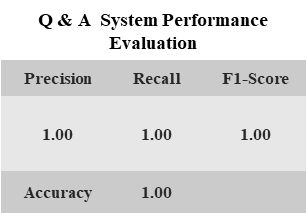 Q & A System Performance
Evaluation
Precision Recall F1-Score
1.00 1.00 1.00
Accuracy 1.00